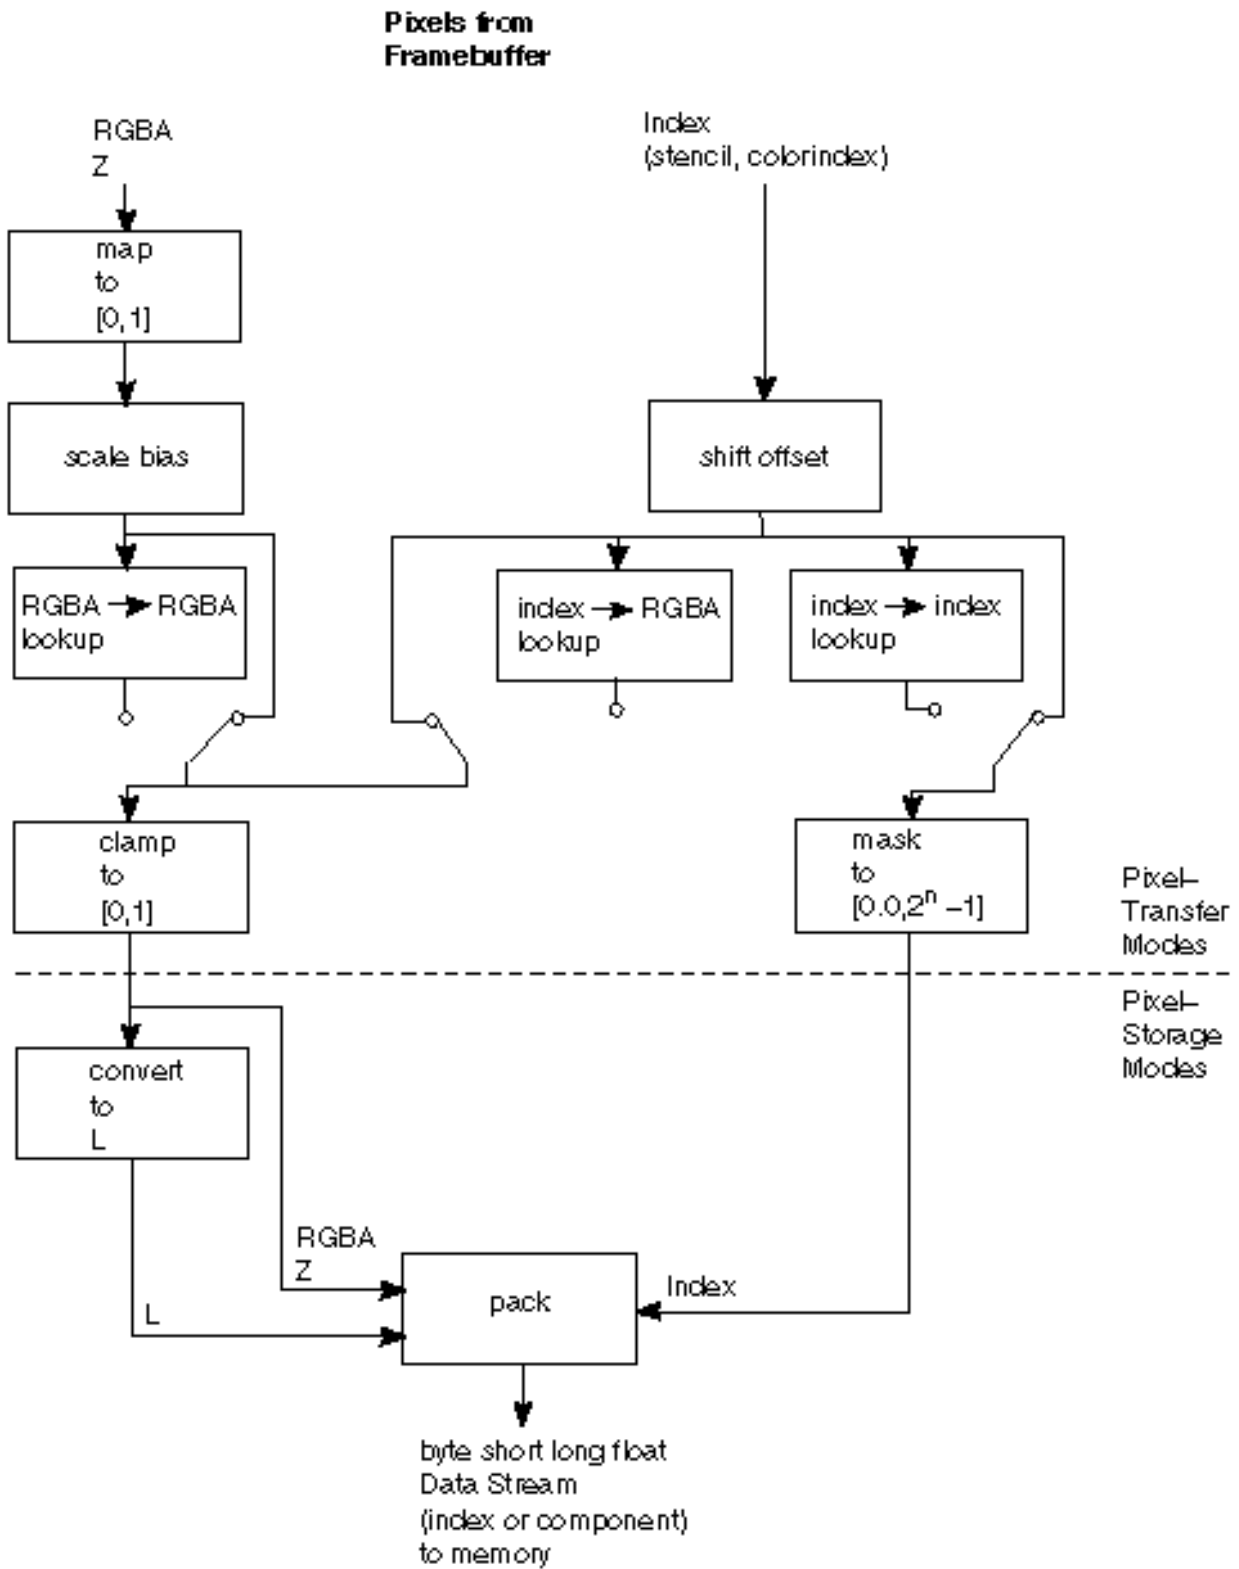 Pixels from
Framebuffer
RGBA
Z
Index
(stencil, colorindex)
map
to
[0,1]
scale bias
shift offset
RGBA RGBA
lookup
index RGBA
lookup
index index
lookup
clamp
to
[0,1]
mask
to
[0.0,2ⁿ –1]
Pixel–
Transfer
Modes
Pixel–
Storage
Modes
convert
to
L
RGBA
Z
L
pack
Index
byte short long float
Data Stream
(index or component)
to memory